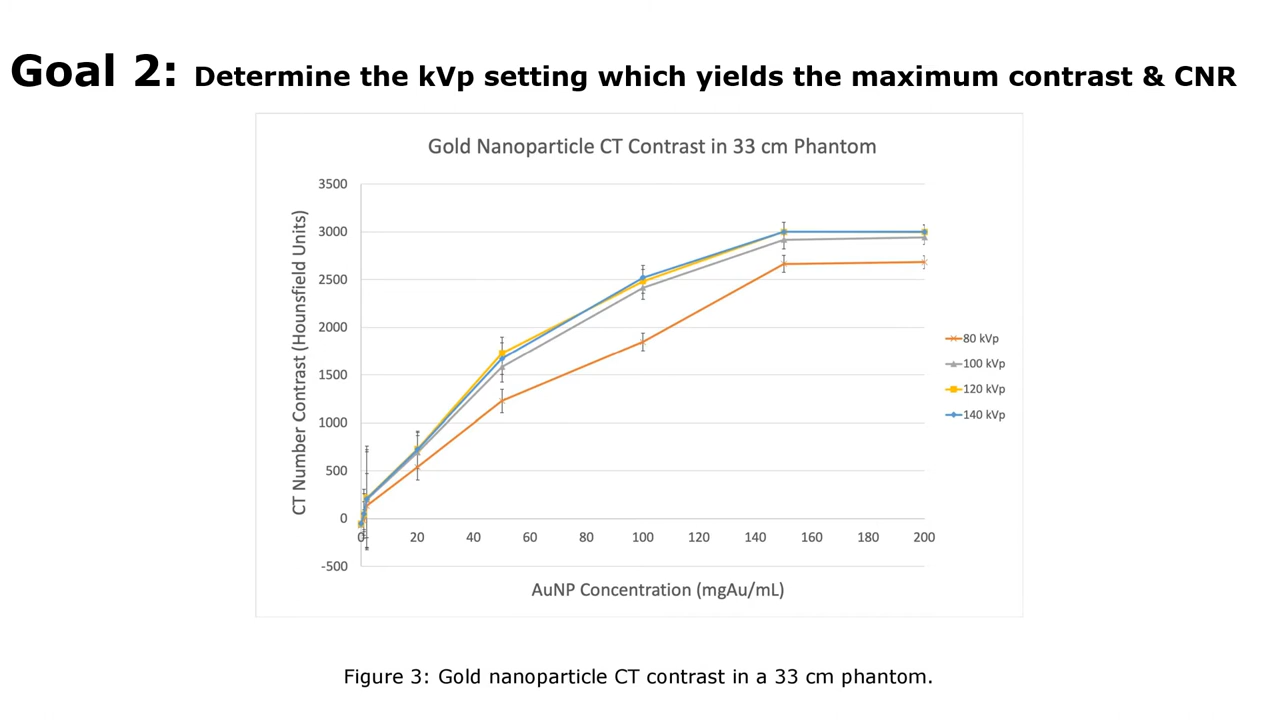 Goal 2: Determine the kVp setting which yields the maximum contrast & CNR
Gold Nanoparticle CT Contrast in 33 cm Phantom
CT Number Contrast (Hounsfield Units)
3500
3000
2500
2000
1500
1000
500
0
-500
0 20 40 60 80 100 120 140 160 180 200
AuNP Concentration (mgAu/mL)
80 kVp
100 kVp
120 kVp
140 kVp
Figure 3: Gold nanoparticle CT contrast in a 33 cm phantom.